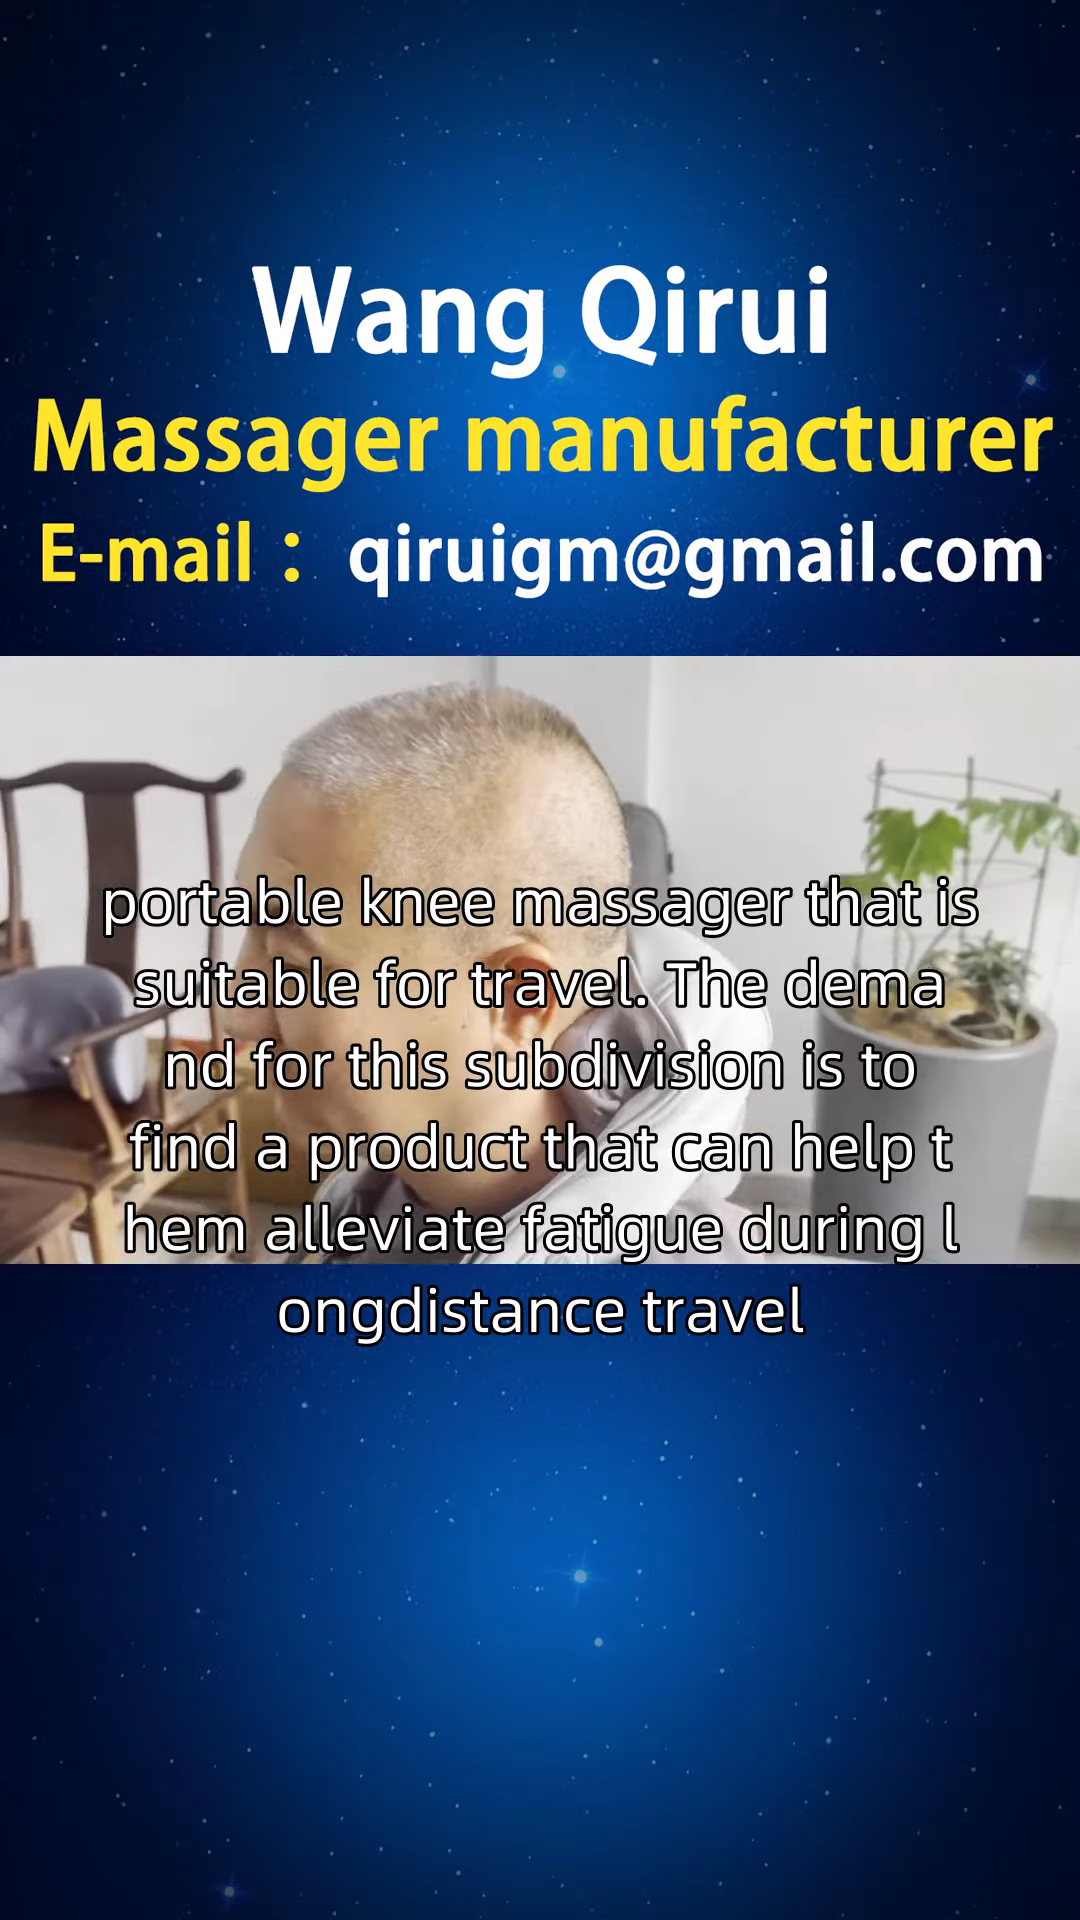 Wang Qirui
Massager manufacturer
E-mail： qiruigm@gmail.com
portable knee massager that is
suitable for travel. The dema
nd for this subdivision is to
find a product that can help t
hem alleviate fatigue during l
ongdistance travel